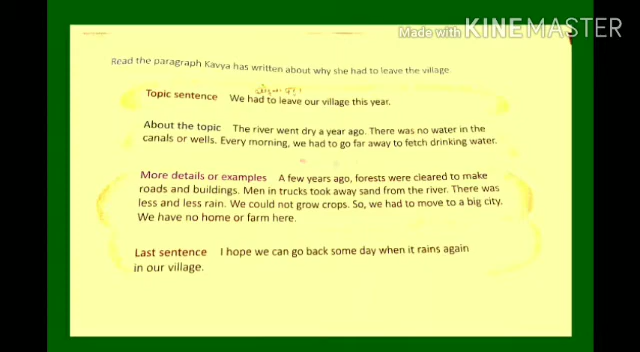 Made with KINEMASTER
Read the paragraph Kavya has written about why she had to leave the village.
Topic sentence We had to leave our village this year.
About the topic The river went dry a year ago. There was no water in the
canals or wells. Every morning, we had to go far away to fetch drinking water.
More details or examples A few years ago, forests were cleared to make
roads and buildings. Men in trucks took away sand from the river. There was
less and less rain. We could not grow crops. So, we had to move to a big city.
We have no home or farm here.
Last sentence I hope we can go back some day when it rains again
in our village.